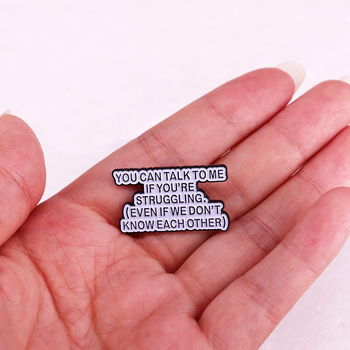 YOU CAN TALK TO ME
IF YOU'RE
STRUGGLING.
(EVEN IF WE DON'T
KNOW EACH OTHER)